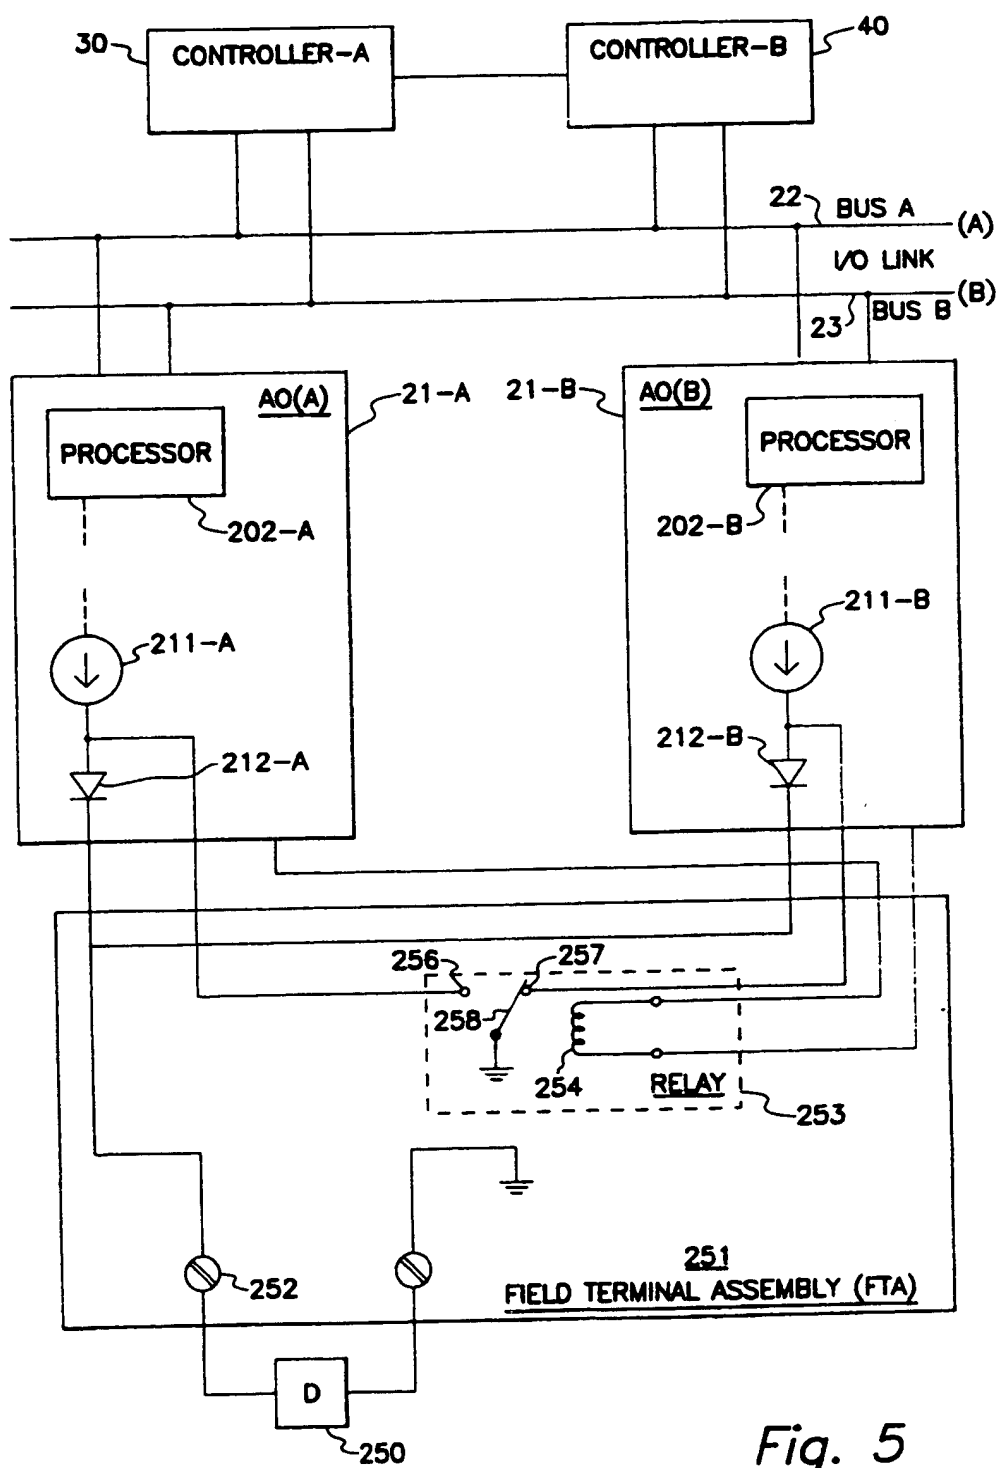 30
CONTROLLER-A
CONTROLLER-B
40
22
BUS A
(A)
I/O LINK
(B)
23
BUS B
AO(A)
21-A
21-B
AO(B)
PROCESSOR
PROCESSOR
202-A
202-B
211-A
211-B
212-A
212-B
256
257
258
254
RELAY
253
252
251
FIELD TERMINAL ASSEMBLY (FTA)
D
250
Fig. 5